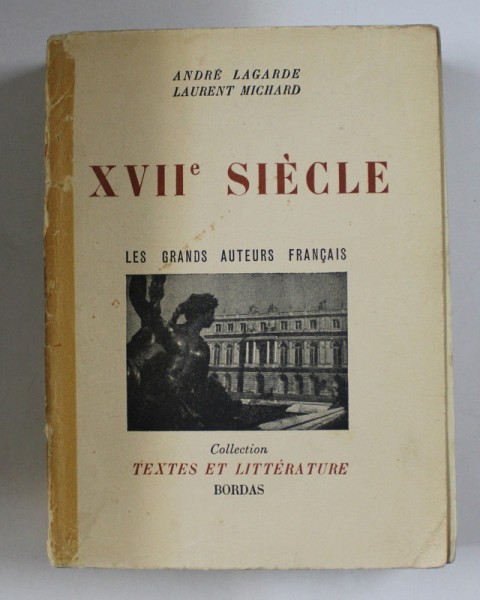 ANDRÉ LAGARDE
LAURENT MICHARD
XVIIe SIÈCLE
LES GRANDS AUTEURS FRANÇAIS
Collection
TEXTES ET LITTÉRATURE
BORDAS